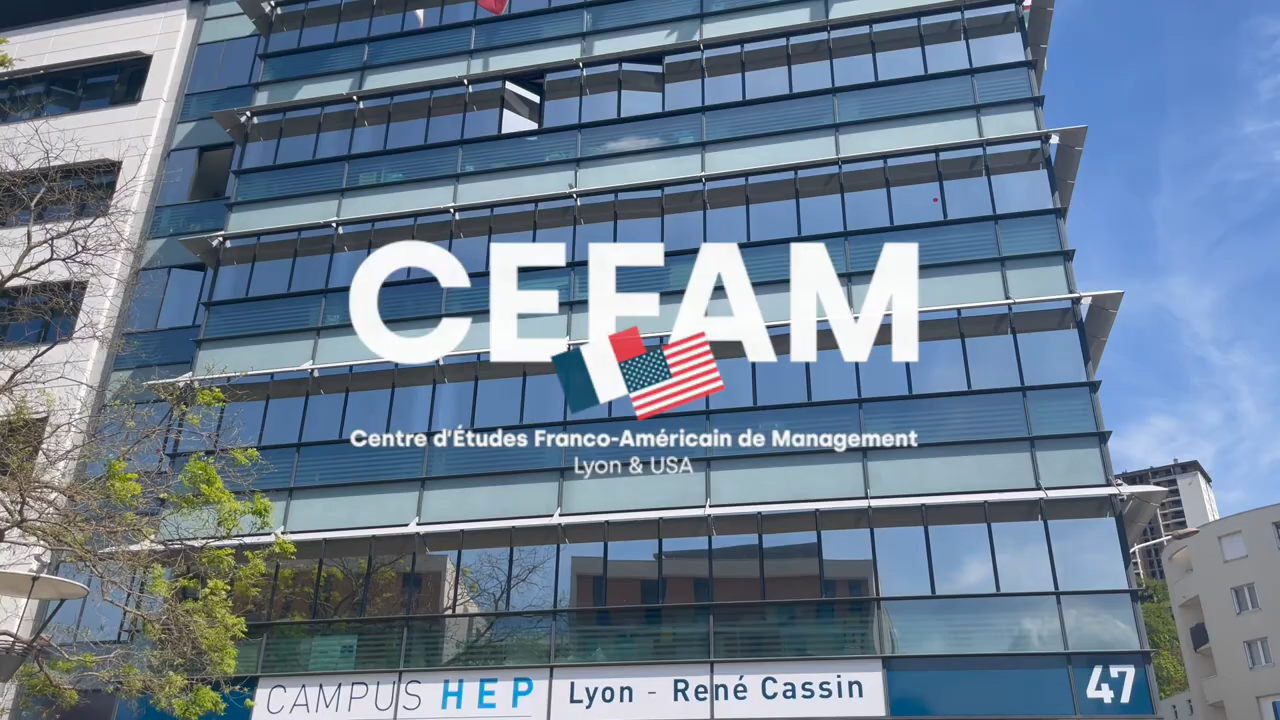 CEFAM
Centre d'Études Franco-Américain de Management
Lyon & USA
CAMPUS HEP Lyon - René Cassin
47